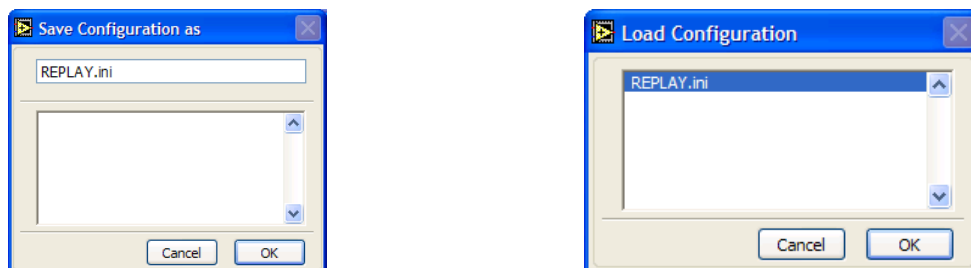 Save Configuration as
REPLAY.ini
Cancel
OK
Load Configuration
REPLAY.ini
Cancel
OK